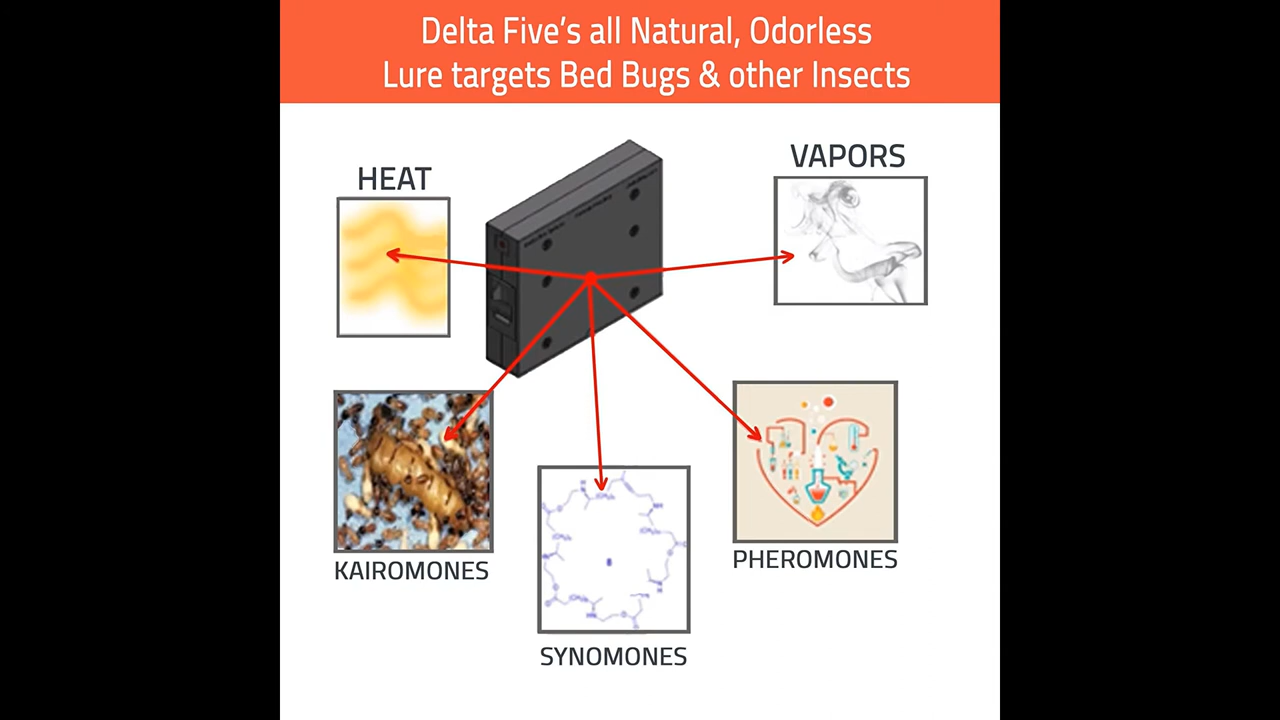 Delta Five's all Natural, Odorless
Lure targets Bed Bugs & other Insects
HEAT
VAPORS
KAIROMONES
SYNOMONES
PHEROMONES